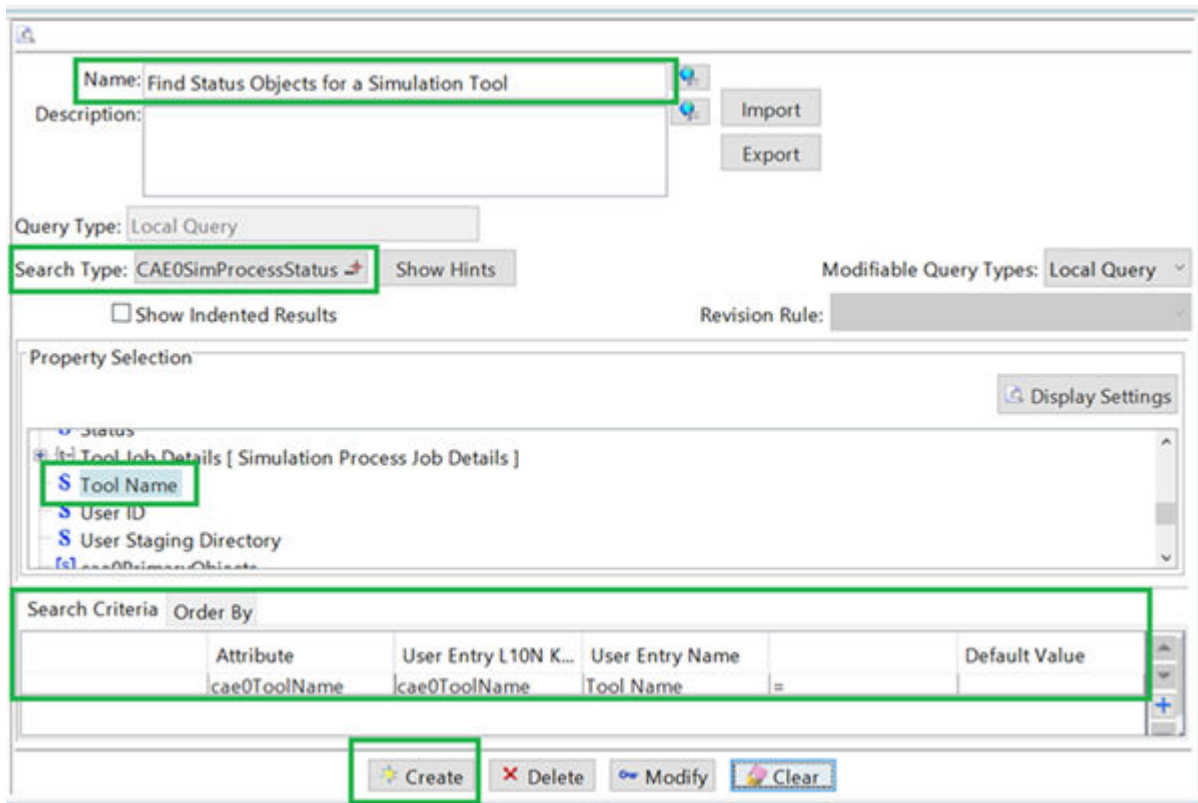 Name: Find Status Objects for a Simulation Tool
Description:
Import
Export
Query Type: Local Query
Search Type: CAE0SimProcessStatus Show Hints Modifiable Query Types: Local Query
Show Indented Results Revision Rule:
Property Selection
Display Settings
Status
Tool Job Details [ Simulation Process Job Details ]
S Tool Name
S User ID
S User Staging Directory
[s] cae0PrimaryObjects
Search Criteria Order By
Attribute User Entry L10N K... User Entry Name Default Value
cae0ToolName cae0ToolName Tool Name =
Create Delete Modify Clear